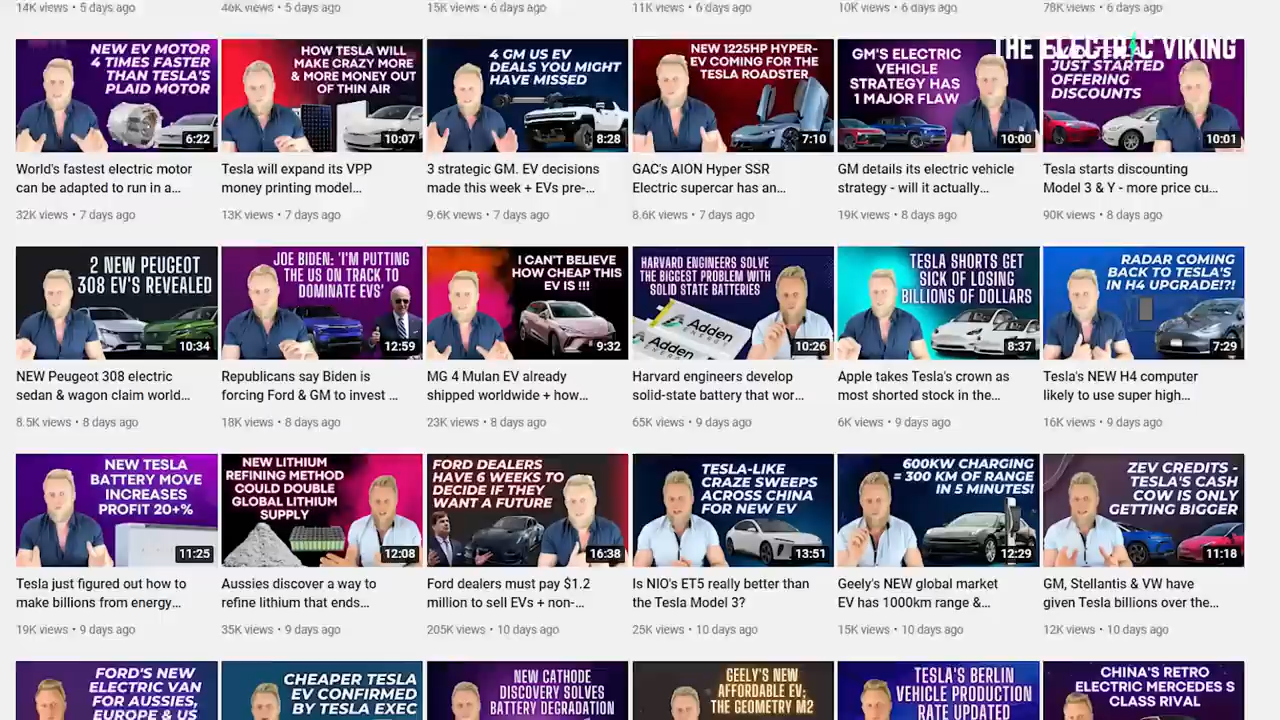 14K views • 5 days ago
46K views • 5 days ago
15K views • 6 days ago
11K views • 6 days ago
10K views • 6 days ago
78K views • 6 days ago
THE ELECTRIC VIKING
NEW EV MOTOR
4 TIMES FASTER
THAN TESLA'S
PLAID MOTOR
6:22
HOW TESLA WILL
MAKE CRAZY MORE
& MORE MONEY OUT
OF THIN AIR
10:07
4 GM US EV
DEALS YOU MIGHT
HAVE MISSED
8:28
NEW 1225HP HYPER-
EV COMING FOR THE
TESLA ROADSTER
7:10
GM'S ELECTRIC
VEHICLE
STRATEGY HAS
1 MAJOR FLAW
10:00
JUST STARTED
OFFERING
DISCOUNTS
10:01
World's fastest electric motor
can be adapted to run in a...
32K views • 7 days ago
Tesla will expand its VPP
money printing model...
13K views • 7 days ago
3 strategic GM. EV decisions
made this week + EVs pre-...
9.6K views • 7 days ago
GAC's AION Hyper SSR
Electric supercar has an...
8.6K views • 7 days ago
GM details its electric vehicle
strategy - will it actually...
19K views • 8 days ago
Tesla starts discounting
Model 3 & Y - more price cu...
90K views • 8 days ago
2 NEW PEUGEOT
308 EV'S REVEALED
10:34
JOE BIDEN: 'I'M PUTTING
THE US ON TRACK TO
DOMINATE EVS'
12:59
I CAN'T BELIEVE
HOW CHEAP THIS
EV IS !!!
9:32
HARVARD ENGINEERS SOLVE
THE BIGGEST PROBLEM WITH
SOLID STATE BATTERIES
Adden
ENERGY
Adden
10:26
TESLA SHORTS GET
SICK OF LOSING
BILLIONS OF DOLLARS
8:37
RADAR COMING
BACK TO TESLA'S
IN H4 UPGRADE!?!
7:29
NEW Peugeot 308 electric
sedan & wagon claim world...
8.5K views • 8 days ago
Republicans say Biden is
forcing Ford & GM to invest ...
18K views • 8 days ago
MG 4 Mulan EV already
shipped worldwide + how...
23K views • 8 days ago
Harvard engineers develop
solid-state battery that wor...
65K views • 9 days ago
Apple takes Tesla's crown as
most shorted stock in the...
6K views • 9 days ago
Tesla's NEW H4 computer
likely to use super high...
16K views • 9 days ago
NEW TESLA
BATTERY MOVE
INCREASES
PROFIT 20+%
11:25
NEW LITHIUM
REFINING METHOD
COULD DOUBLE
GLOBAL LITHIUM
SUPPLY
12:08
FORD DEALERS
HAVE 6 WEEKS TO
DECIDE IF THEY
WANT A FUTURE
16:38
TESLA-LIKE
CRAZE SWEEPS
ACROSS CHINA
FOR NEW EV
13:51
600KW CHARGING
= 300 KM OF RANGE
IN 5 MINUTES!
12:29
ZEV CREDITS -
TESLA'S CASH
COW IS ONLY
GETTING BIGGER
11:18
Tesla just figured out how to
make billions from energy...
19K views • 9 days ago
Aussies discover a way to
refine lithium that ends...
35K views • 9 days ago
Ford dealers must pay $1.2
million to sell EVs + non-...
205K views • 10 days ago
Is NIO's ET5 really better than
the Tesla Model 3?
25K views • 10 days ago
Geely's NEW global market
EV has 1000km range &...
15K views • 10 days ago
GM, Stellantis & VW have
given Tesla billions over the...
12K views • 10 days ago
FORD'S NEW
ELECTRIC VAN
FOR AUSSIES,
EUROPE & US
CHEAPER TESLA
EV CONFIRMED
BY TESLA EXEC
NEW CATHODE
DISCOVERY SOLVES
BATTERY DEGRADATION
GEELY'S NEW
AFFORDABLE EV;
THE GEOMETRY M2
TESLA'S BERLIN
VEHICLE PRODUCTION
RATE UPDATED
CHINA'S RETRO
ELECTRIC MERCEDES S
CLASS RIVAL